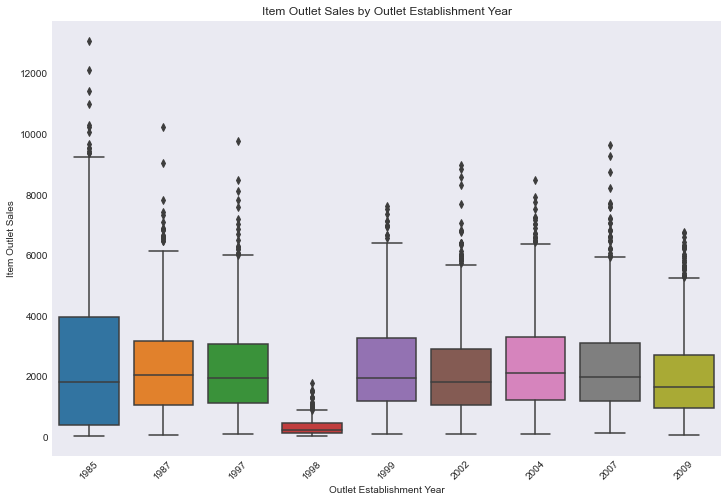 Item Outlet Sales by Outlet Establishment Year
12000
10000
8000
6000
4000
2000
0
Item Outlet Sales
1985 1987 1997 1998 1999 2002 2004 2007 2009
Outlet Establishment Year